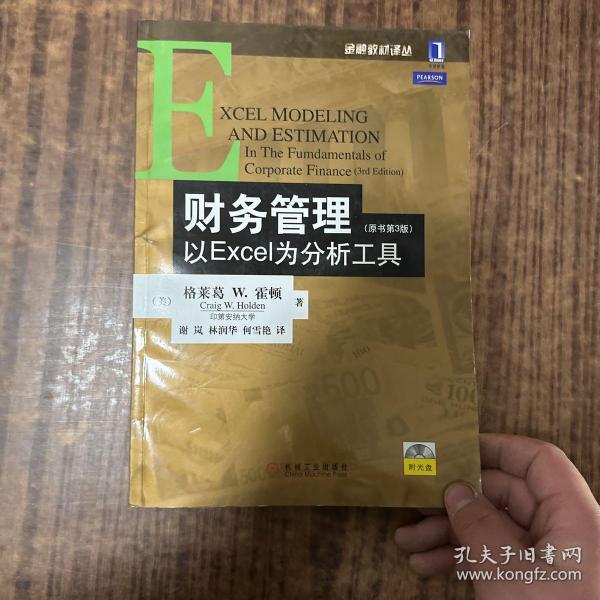 金融教材译丛
PEARSON
EXCEL MODELING
AND ESTIMATION
In The Fumdamentals of
Corporate Finance (3rd Edition)
财务管理
(原书第3版)
以Excel为分析工具
(美) 格莱葛 W. 霍顿 著
Craig W. Holden
印第安纳大学
谢岚 林润华 何雪艳 译
机械工业出版社
China Machine Press
附光盘
孔夫子旧书网
www.kongfz.com